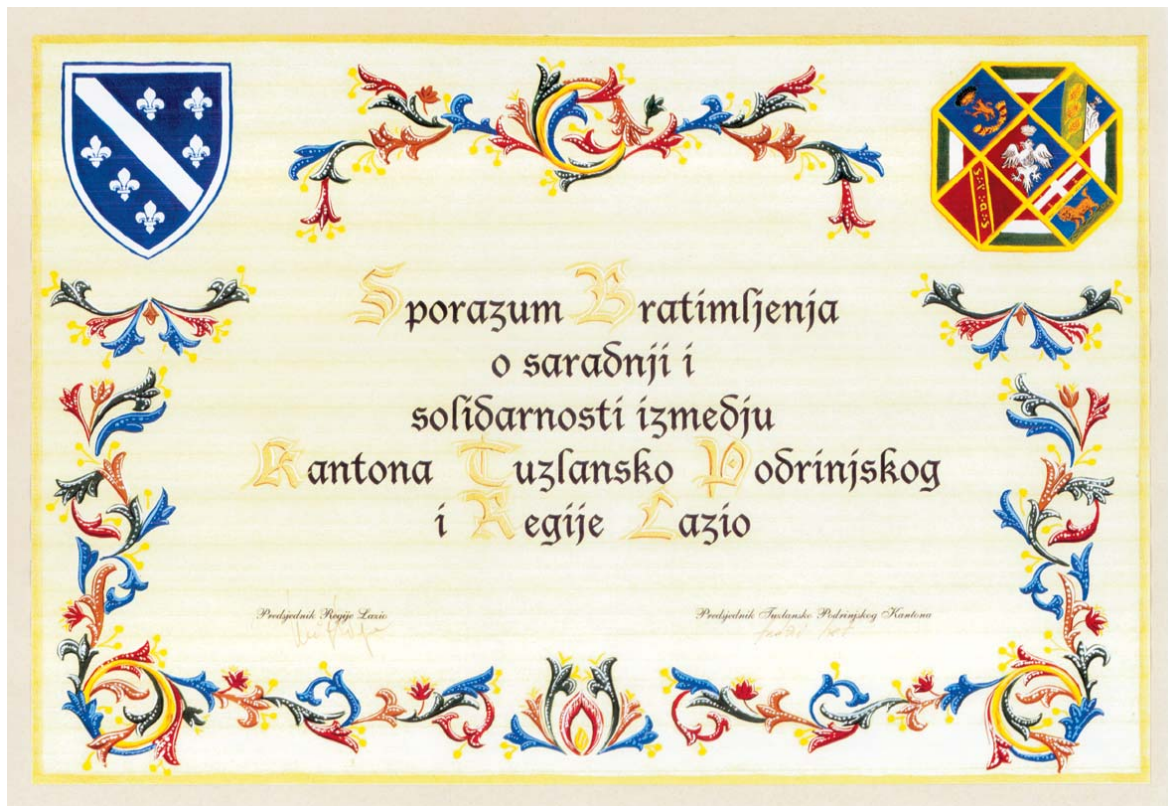 Sporazum Bratimljenja
o saradnji i
solidarnosti izmedju
Kantona Tuzlansko Podrinjskog
i Regije Lazio
Predsjednik Regije Lazio
Predsjednik Tuzlansko Podrinjskog Kantona